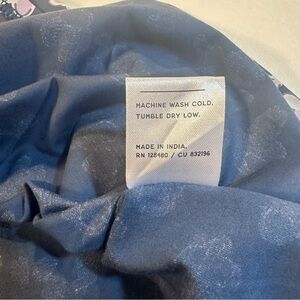 MACHINE WASH COLD.
TUMBLE DRY LOW.
MADE IN INDIA.
RN 128480 / CU 832196